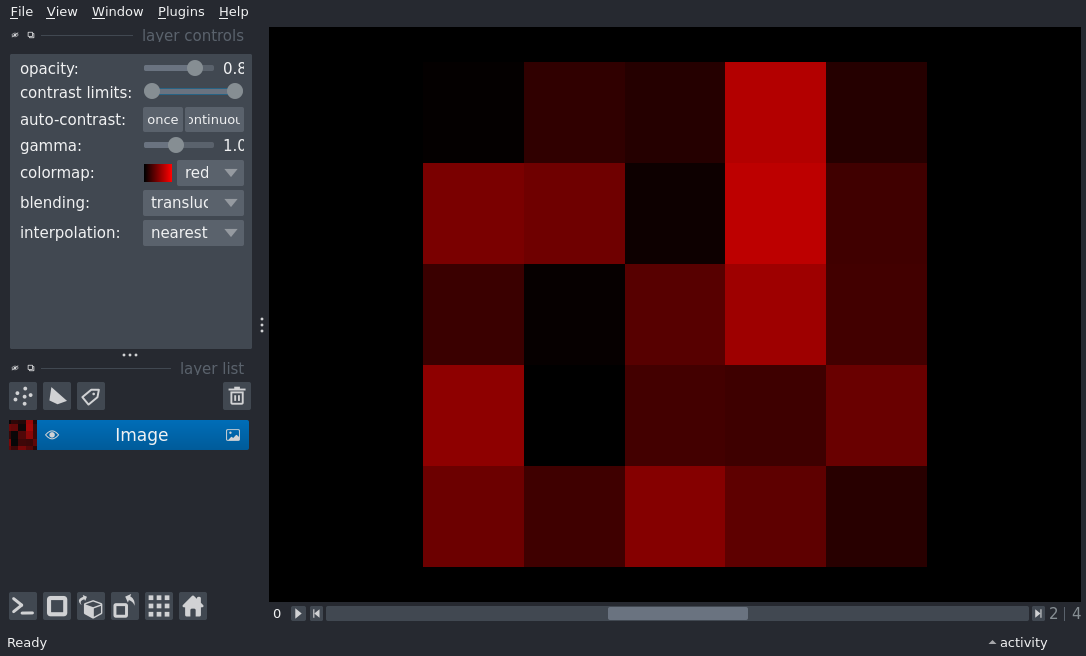 File View Window Plugins Help
layer controls
opacity: 0.8
contrast limits:
auto-contrast: once ontinuou
gamma: 1.0
colormap: red
blending: transluc
interpolation: nearest
layer list
Image
0 2 | 4
Ready activity